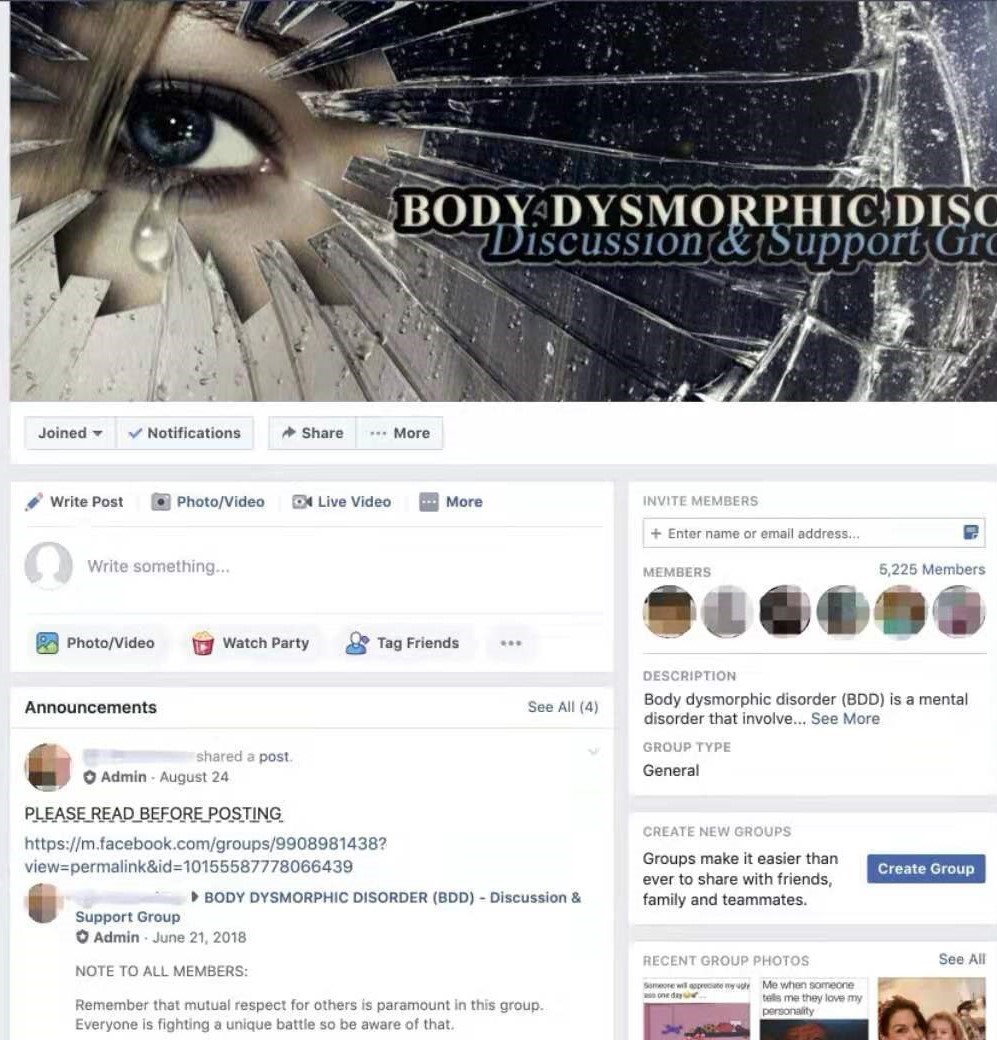 BODY DYSMORPHIC DISO
Discussion & Support Gro
Joined
Notifications
Share
More
Write Post
Photo/Video
Live Video
More
Write something...
Photo/Video
Watch Party
Tag Friends
Announcements
See All (4)
shared a post.
Admin · August 24
PLEASE READ BEFORE POSTING
https://m.facebook.com/groups/9908981438?
view=permalink&id=10155587778066439
BODY DYSMORPHIC DISORDER (BDD) - Discussion &
Support Group
Admin · June 21, 2018
NOTE TO ALL MEMBERS:
Remember that mutual respect for others is paramount in this group.
Everyone is fighting a unique battle so be aware of that.
INVITE MEMBERS
+ Enter name or email address...
MEMBERS
5,225 Members
DESCRIPTION
Body dysmorphic disorder (BDD) is a mental
disorder that involve... See More
GROUP TYPE
General
CREATE NEW GROUPS
Groups make it easier than
ever to share with friends,
family and teammates.
Create Group
RECENT GROUP PHOTOS
See All
Someone will appreciate my ugly
ass one day😂💕...
Me when someone
tells me they love my
personality